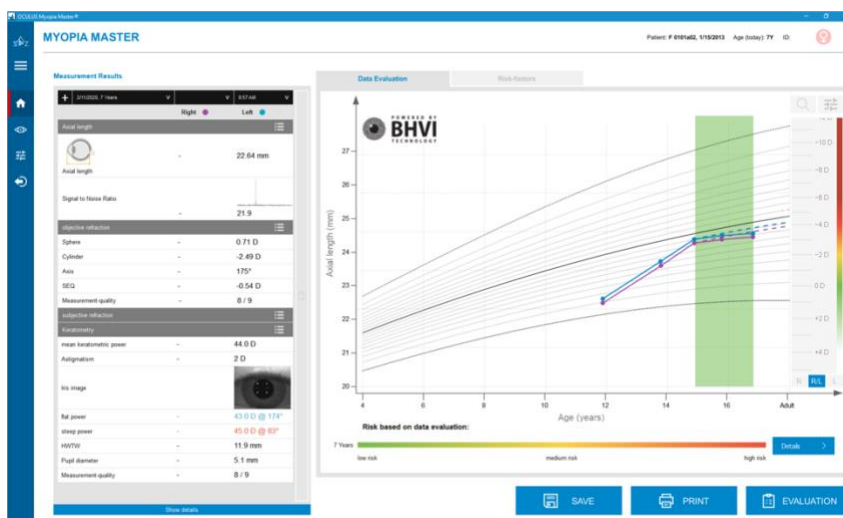 OCULUS Myopia Master®
MYOPIA MASTER
Patient: F 0101a02, 1/15/2013 Age (today): 7Y ID:
Measurement Results
Data Evaluation
Risk-factors
2/11/2020, 7 Years
9:37 AM
Right Left
Axial length
Axial length
- 22.64 mm
Signal to Noise Ratio
- 21.9
objective refraction
Sphere - 0.71 D
Cylinder - -2.49 D
Axis - 175°
SEQ - -0.54 D
Measurement-quality - 8 / 9
subjective refraction
Keratometry
mean keratometric power - 44.0 D
Astigmatism - 2 D
Iris image -
flat power - 43.0 D @ 174°
steep power - 45.0 D @ 83°
HWTW - 11.9 mm
Pupil diameter - 5.1 mm
Measurement quality - 8 / 9
Show details
POWERED BY
BHVI
TECHNOLOGY
Axial length (mm)
27
26
25
24
23
22
21
20
4 6 8 10 12 14 16 Adult
Age (years)
-10 D
-8 D
-6 D
-4 D
-2 D
0 D
+2 D
+4 D
R R/L L
Risk based on data evaluation:
7 Years
low risk medium risk high risk
Details
SAVE PRINT EVALUATION